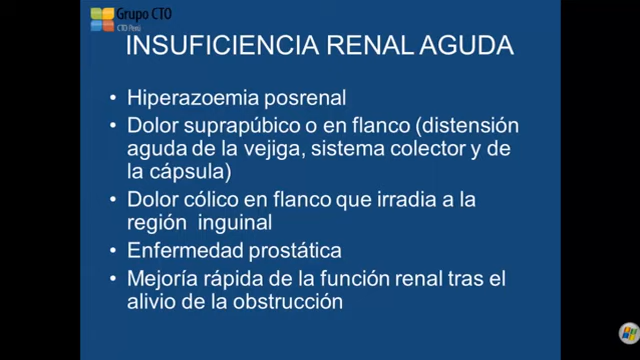 Grupo CTO
CTO Perú
INSUFICIENCIA RENAL AGUDA
• Hiperazoemia posrenal
• Dolor suprapúbico o en flanco (distensión
aguda de la vejiga, sistema colector y de
la cápsula)
• Dolor cólico en flanco que irradia a la
región inguinal
• Enfermedad prostática
• Mejoría rápida de la función renal tras el
alivio de la obstrucción